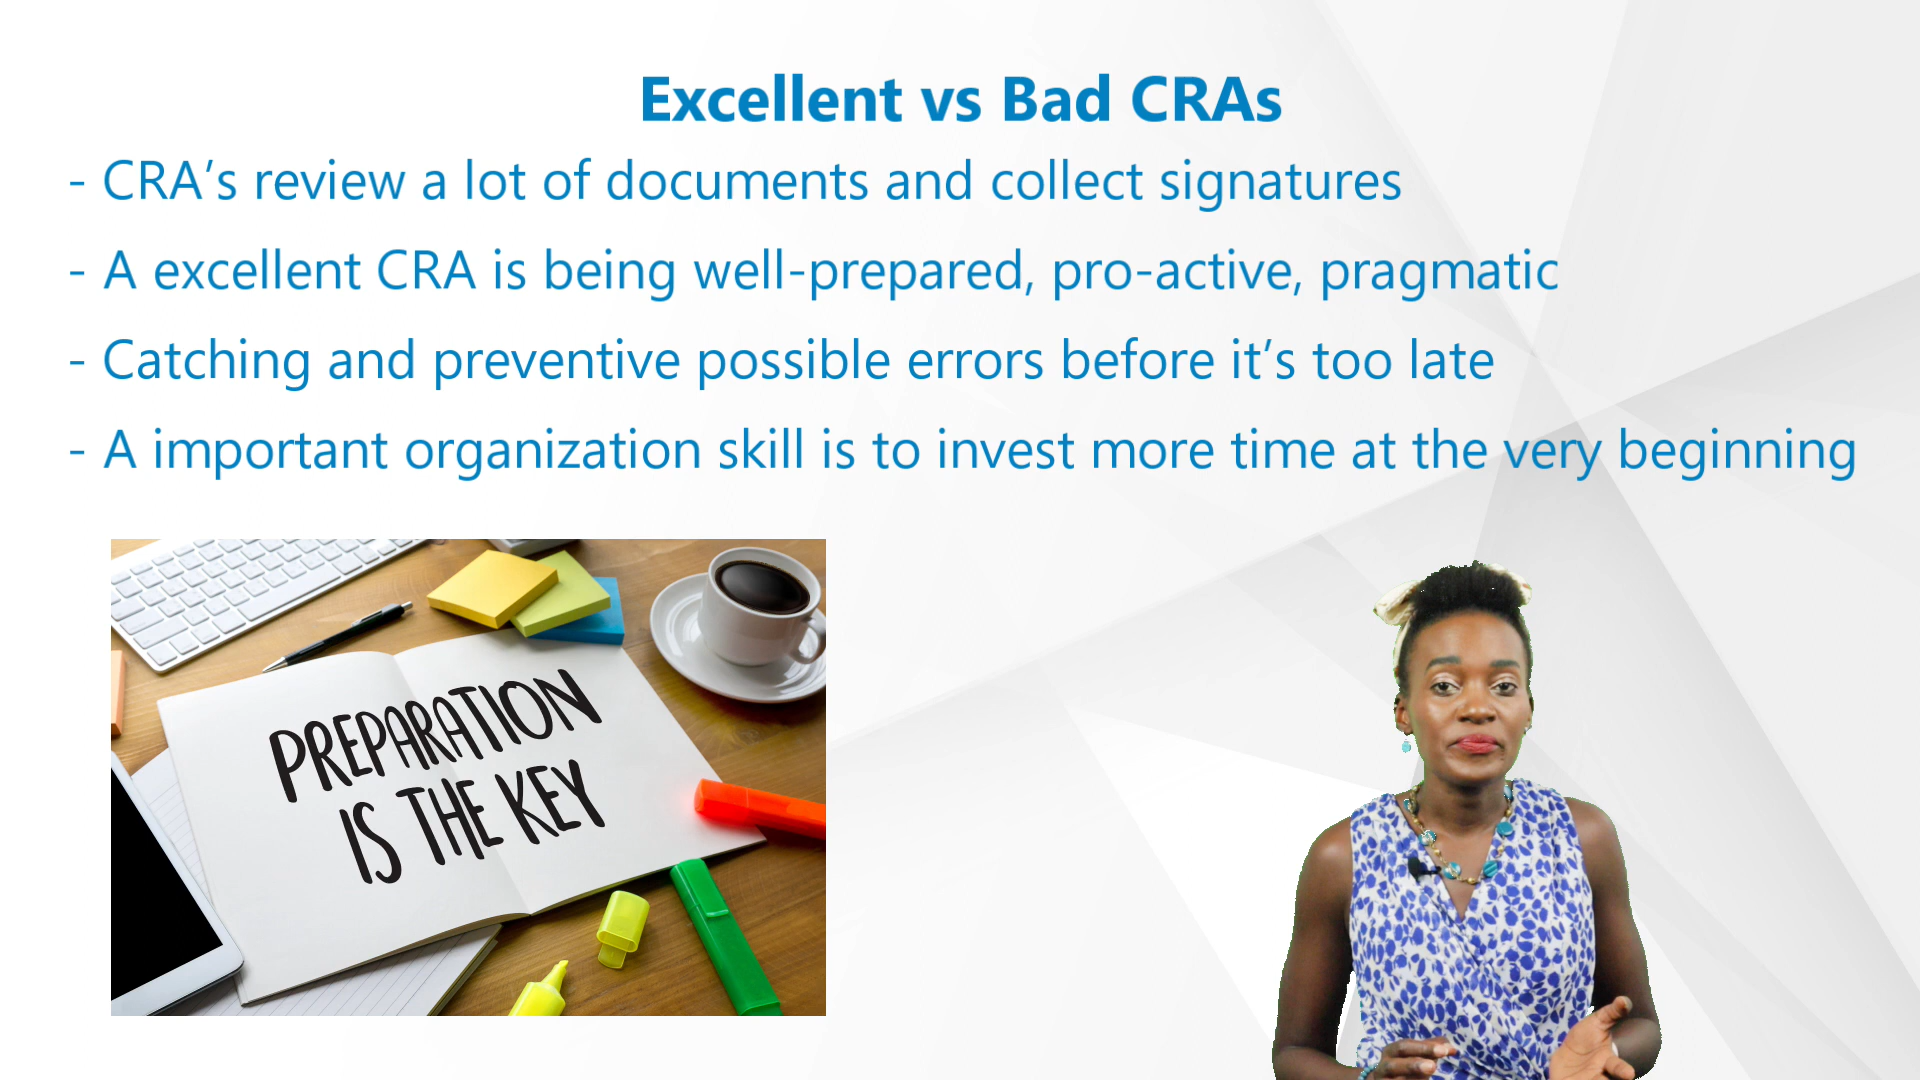 Excellent vs Bad CRAs
- CRA’s review a lot of documents and collect signatures
- A excellent CRA is being well-prepared, pro-active, pragmatic
- Catching and preventive possible errors before it’s too late
- A important organization skill is to invest more time at the very beginning
PREPARATION
IS THE KEY